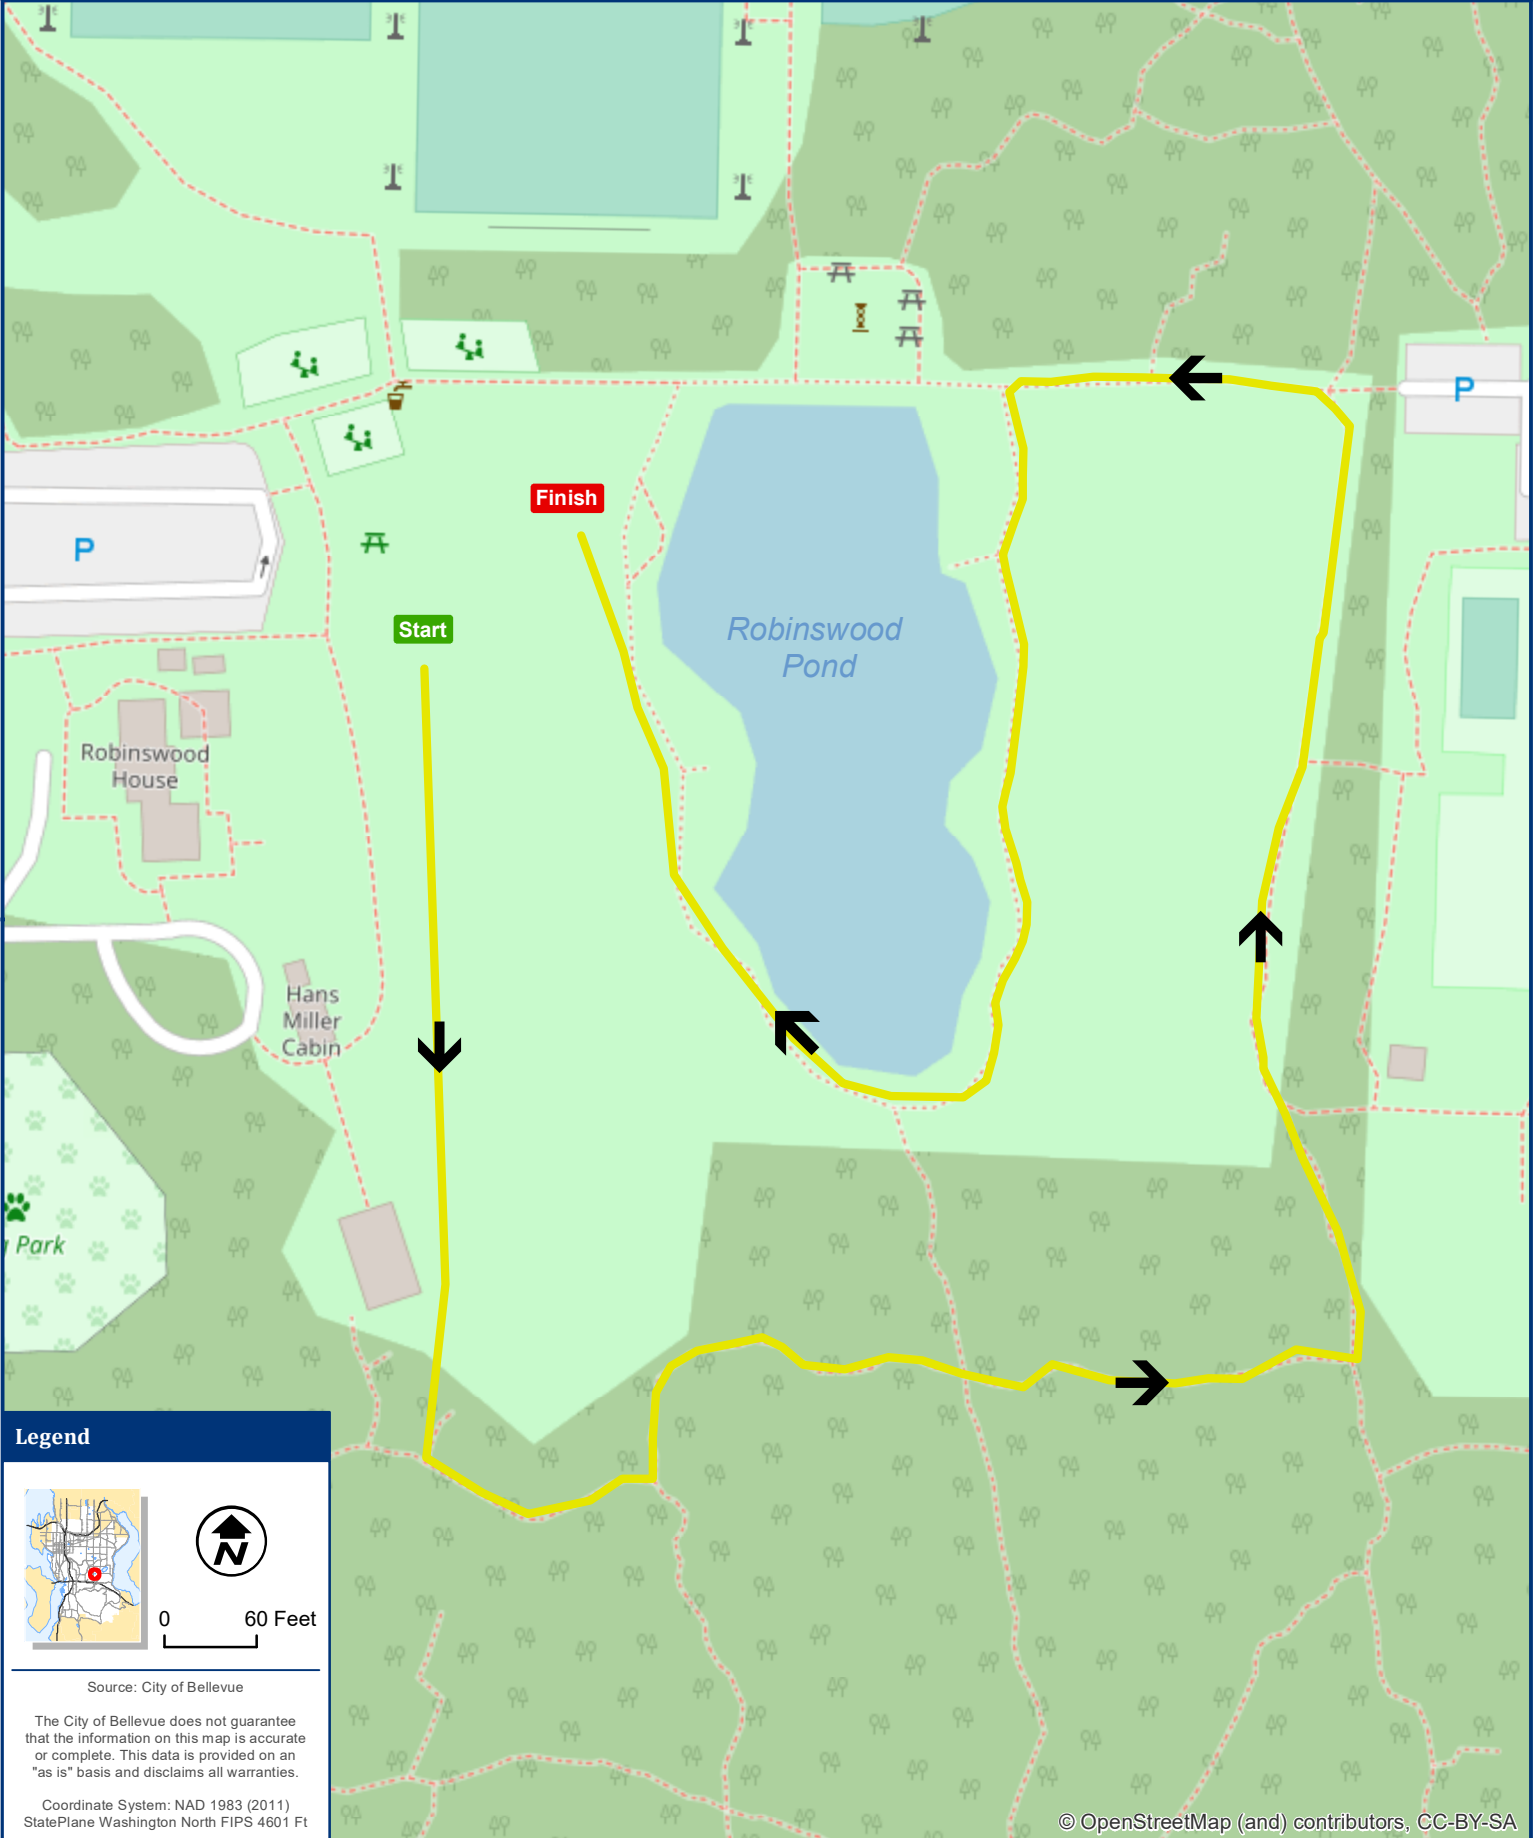 Finish
Start
P
P
Robinswood
Pond
Robinswood
House
Hans
Miller
Cabin
Park
Legend
N
0 60 Feet
Source: City of Bellevue
The City of Bellevue does not guarantee
that the information on this map is accurate
or complete. This data is provided on an
"as is" basis and disclaims all warranties.
Coordinate System: NAD 1983 (2011)
StatePlane Washington North FIPS 4601 Ft
© OpenStreetMap (and) contributors, CC-BY-SA